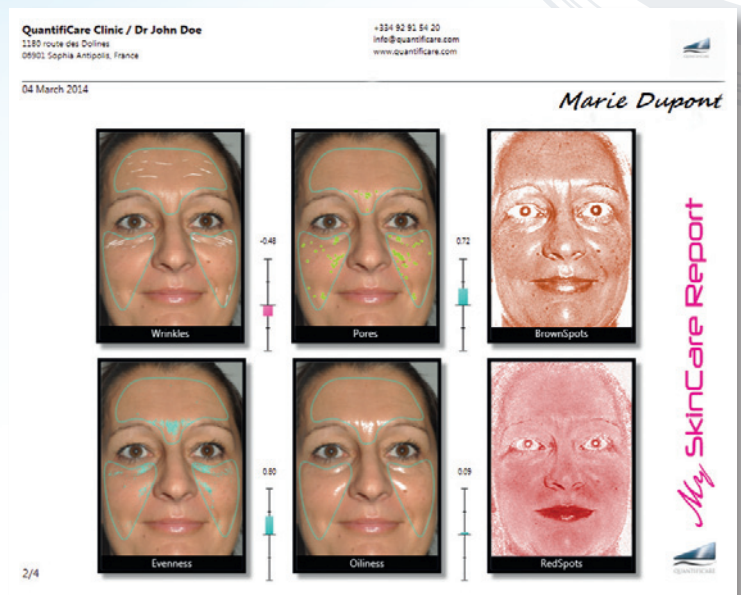 QuantifiCare Clinic / Dr John Doe
1180 route des Dolines
06901 Sophia Antipolis, France
+334 92 91 54 20
info@quantificare.com
www.quantificare.com
QUANTIFICARE
04 March 2014
Marie Dupont
-0.48
0.72
Wrinkles
Pores
BrownSpots
My SkinCare Report
0.80
0.09
Evenness
Oiliness
RedSpots
QUANTIFICARE
2/4